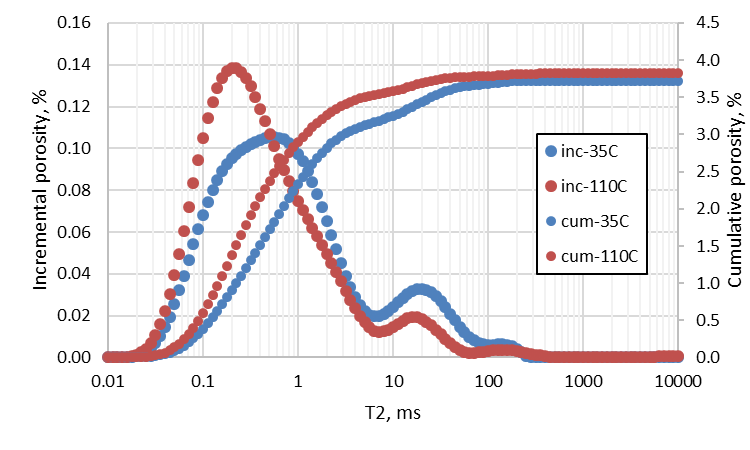 0.16
0.14
0.12
0.10
0.08
0.06
0.04
0.02
0.00
Incremental porosity, %
4.5
4.0
3.5
3.0
2.5
2.0
1.5
1.0
0.5
0.0
Cumulative porosity, %
inc-35C
inc-110C
cum-35C
cum-110C
0.01 0.1 1 10 100 1000 10000
T2, ms